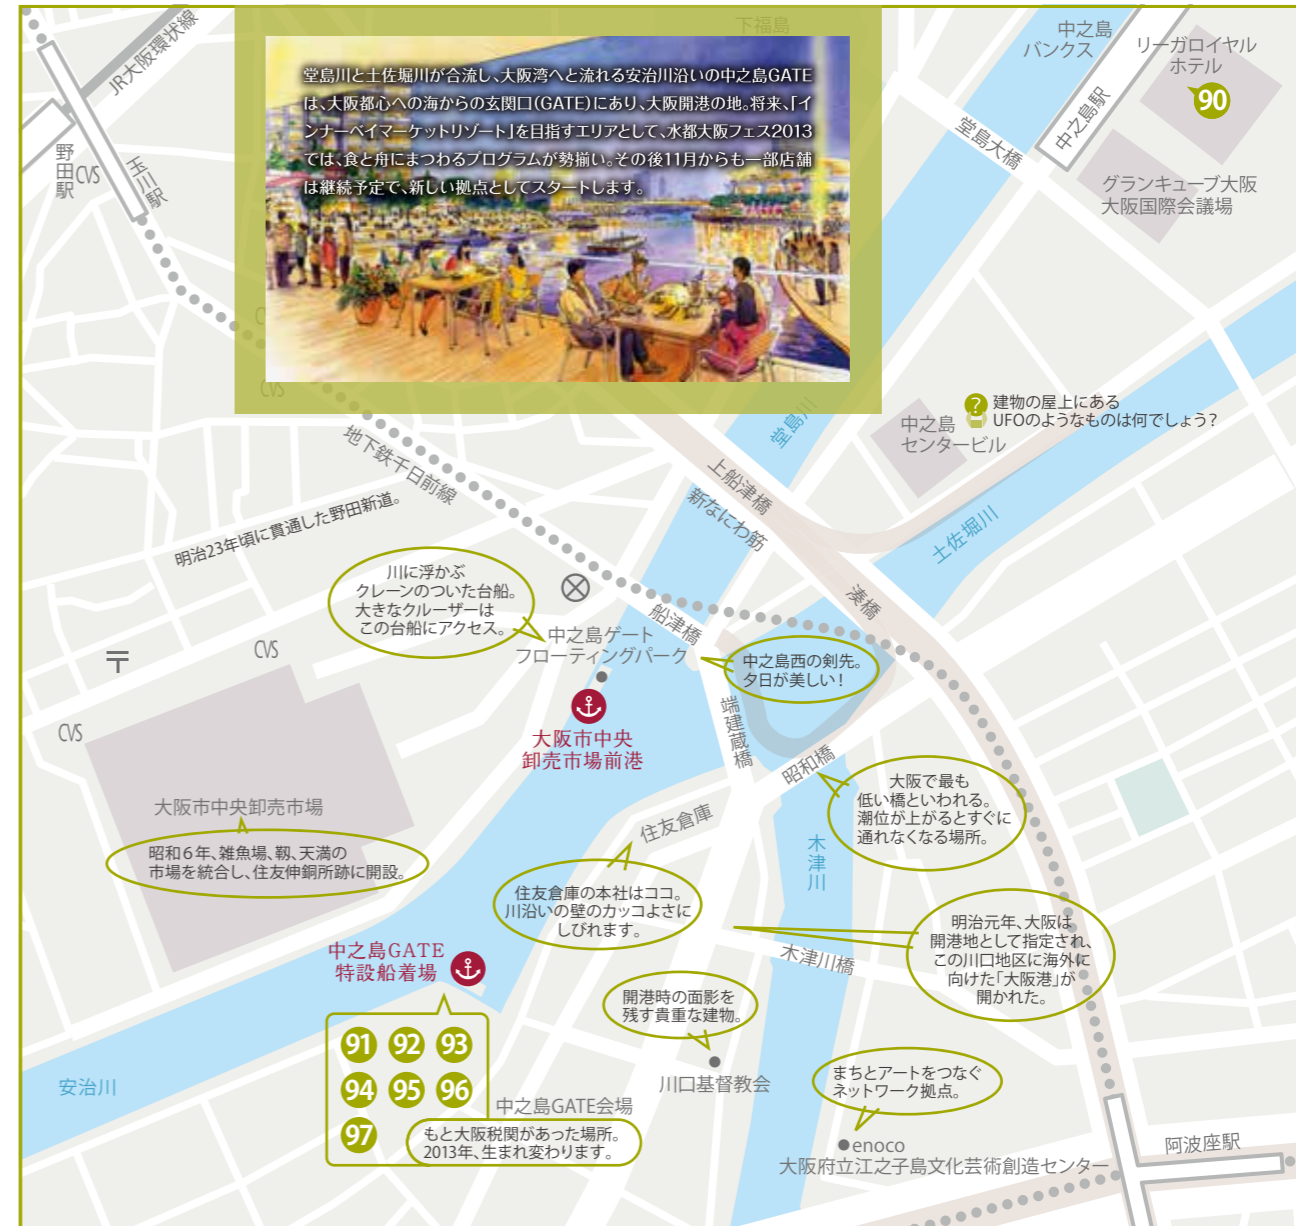 下福島
堂島川と土佐堀川が合流し、大阪湾へと流れる安治川沿いの中之島GATE
は、大阪都心への海からの玄関口(GATE)にあり、大阪開港の地。将来、「イ
ンナーベイマーケットリゾート」を目指すエリアとして、水都大阪フェス2013
では、食と舟にまつわるプログラムが勢揃い。その後11月からも一部店舗
は継続予定で、新しい拠点としてスタートします。
JR大阪環状線
野田駅
CVS
玉川駅
中之島
バンクス
リーガロイヤル
ホテル
90
中之島駅
堂島大橋
グランキューブ大阪
大阪国際会議場
CVS
地下鉄千日前線
明治23年頃に貫通した野田新道。
堂島川
上船津橋
新なにわ筋
中之島
センタービル
?
建物の屋上にある
UFOのようなものは何でしょう?
土佐堀川
湊橋
川に浮かぶ
クレーンのついた台船。
大きなクルーザーは
この台船にアクセス。
船津橋
中之島ゲート
フローティングパーク
中之島西の剣先。
夕日が美しい!
〒
CVS
CVS
大阪市中央
卸売市場前港
端建蔵橋
昭和橋
大阪で最も
低い橋といわれる。
潮位が上がるとすぐに
通れなくなる場所。
大阪市中央卸売市場
昭和6年、雑魚場、靭、天満の
市場を統合し、住友伸銅所跡に開設。
住友倉庫
住友倉庫の本社はココ。
川沿いの壁のカッコよさに
しびれます。
木津川
明治元年、大阪は
開港地として指定され、
この川口地区に海外に
向けた「大阪港」が
開かれた。
木津川橋
中之島GATE
特設船着場
開港時の面影を
残す貴重な建物。
川口基督教会
91 92 93
94 95 96
97
中之島GATE会場
もと大阪税関があった場所。
2013年、生まれ変わります。
安治川
まちとアートをつなぐ
ネットワーク拠点。
enoco
大阪府立江之子島文化芸術創造センター
阿波座駅